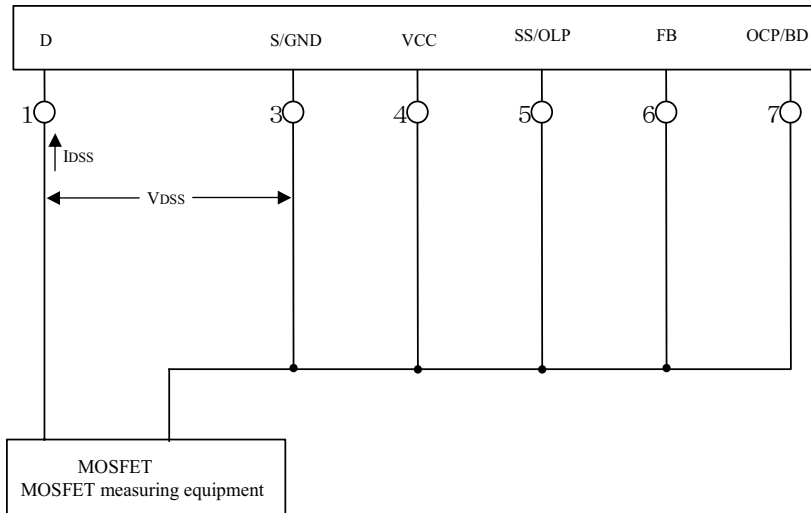 D S/GND VCC SS/OLP FB OCP/BD
1 3 4 5 6 7
IDSS
VDSS
MOSFET
MOSFET measuring equipment